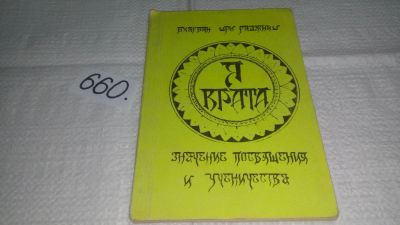 660.
БХАГВАН ШРИ РАДЖНИШ
Я
ВРАТА
ЗНАЧЕНИЕ ПОСВЯЩЕНИЯ
И УЧЕНИЧЕСТВА